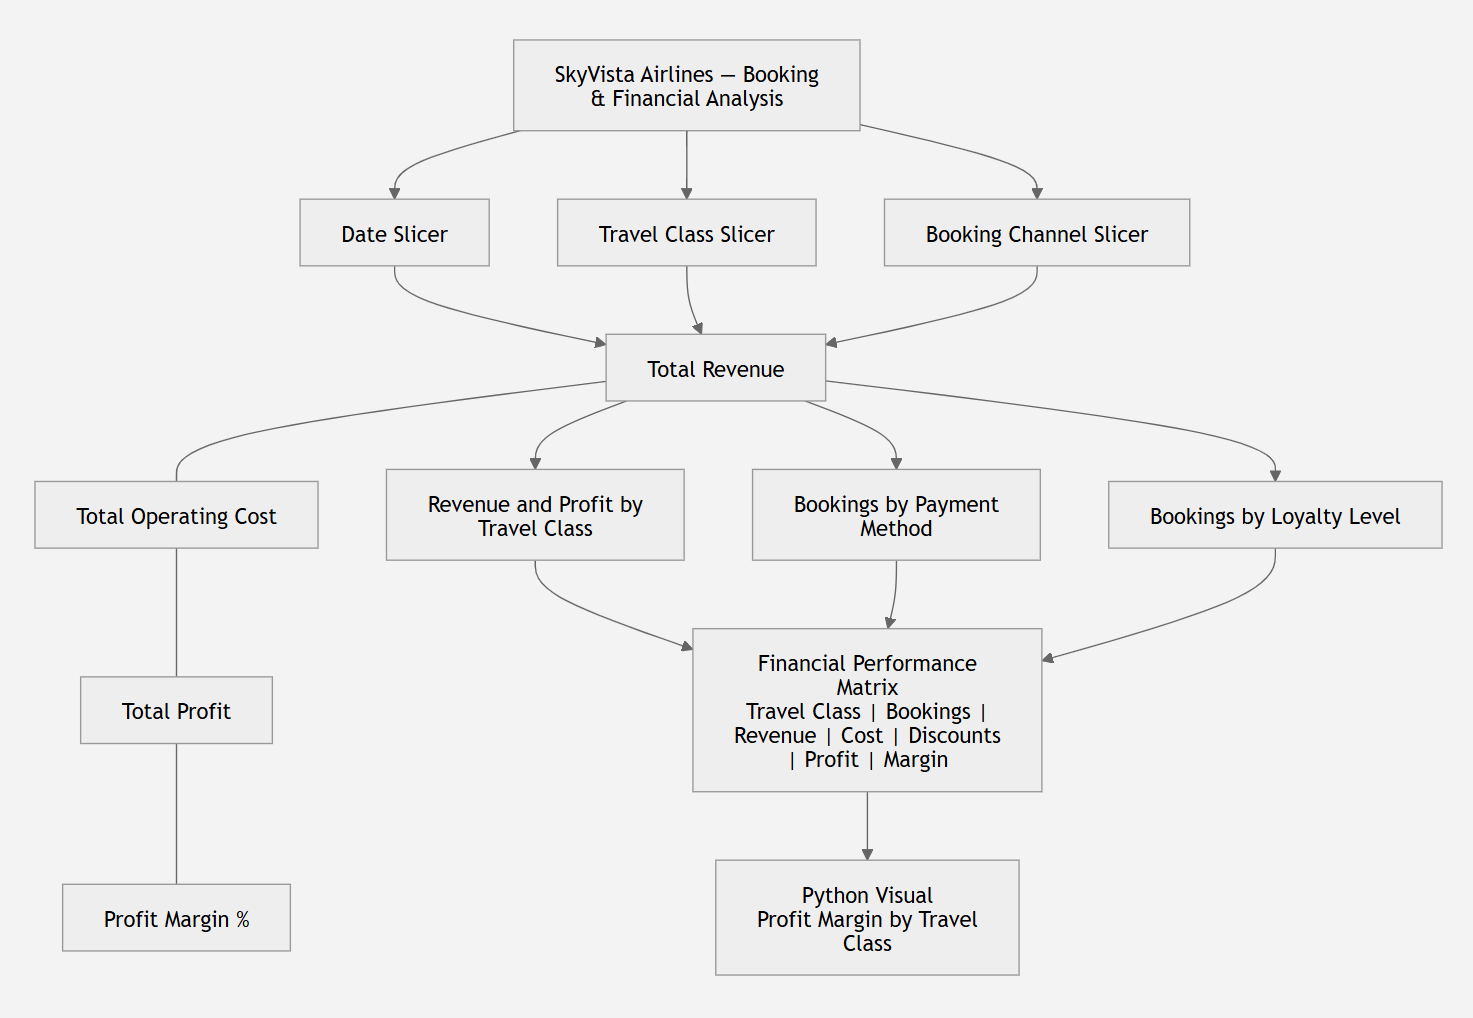 SkyVista Airlines — Booking
& Financial Analysis
Date Slicer
Travel Class Slicer
Booking Channel Slicer
Total Revenue
Total Operating Cost
Revenue and Profit by
Travel Class
Bookings by Payment
Method
Bookings by Loyalty Level
Financial Performance
Matrix
Travel Class | Bookings |
Revenue | Cost | Discounts
| Profit | Margin
Total Profit
Profit Margin %
Python Visual
Profit Margin by Travel
Class